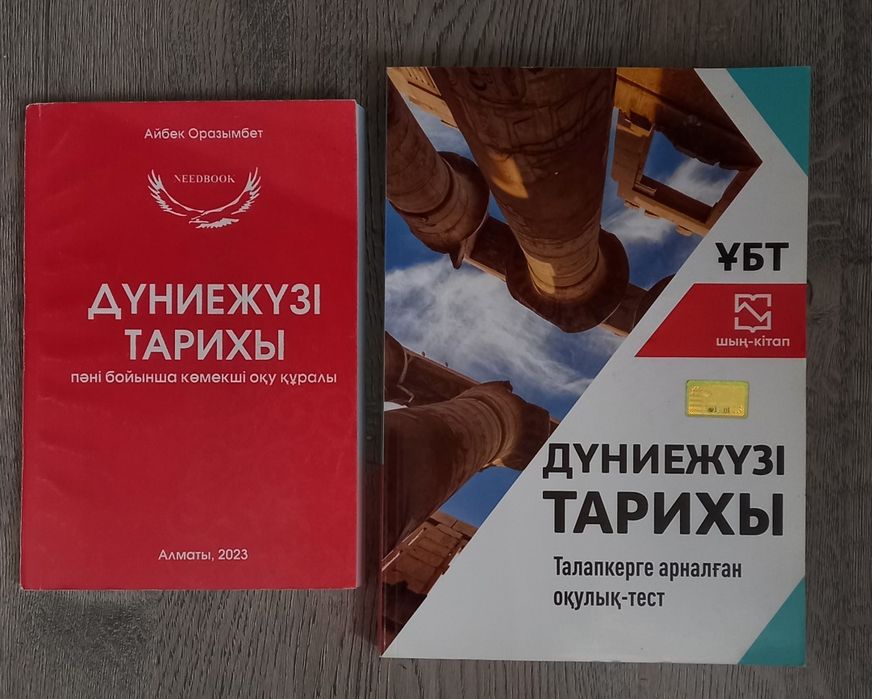 Айбек Оразымбет
NEEDBOOK
ДҮНИЕЖҮЗІ
ТАРИХЫ
пәні бойынша көмекші оқу құралы
Алматы, 2023
ҰБТ
шың-кітап
ДҮНИЕЖҮЗІ
ТАРИХЫ
Талапкерге арналған
оқулық-тест